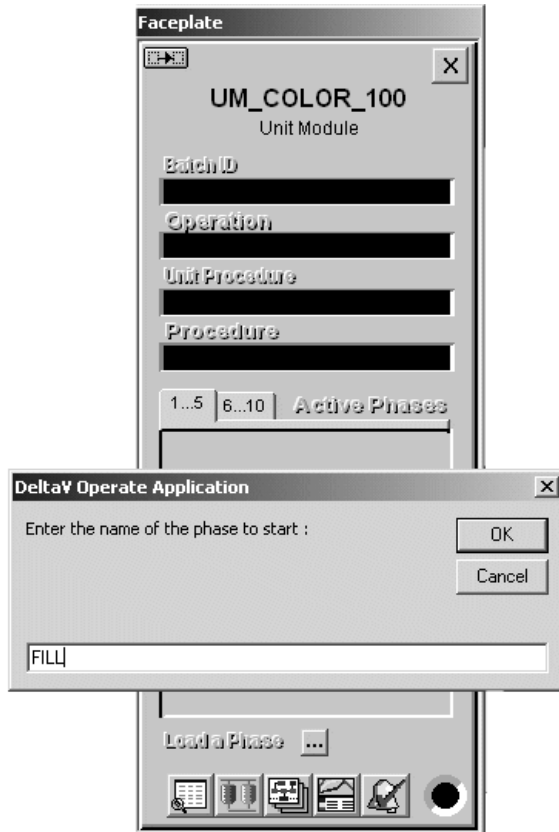 Faceplate
X
UM_COLOR_100
Unit Module
Batch ID
Operation
Unit Procedure
Procedure
1...5 6...10 Active Phases
DeltaV Operate Application
Enter the name of the phase to start :
OK
Cancel
FILL
Load a Phase ...